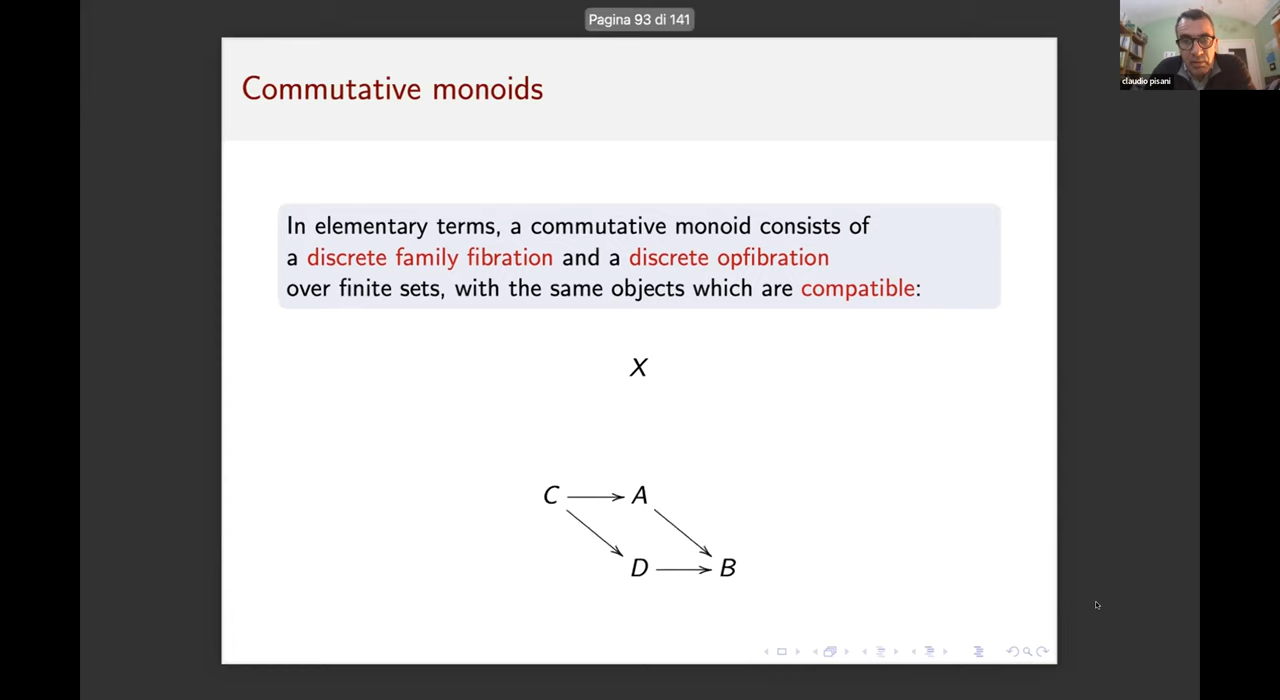 Pagina 93 di 141
claudio pisani
Commutative monoids
In elementary terms, a commutative monoid consists of
a discrete family fibration and a discrete opfibration
over finite sets, with the same objects which are compatible:
X
C A
D B